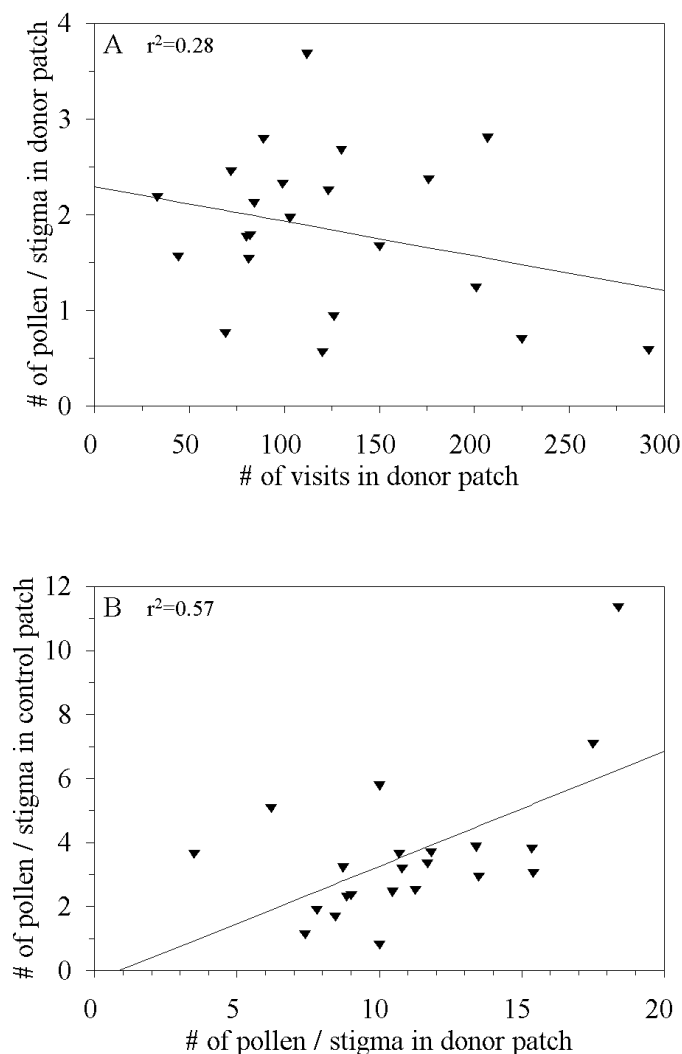 A r²=0.28
# of pollen / stigma in donor patch
4
3
2
1
0
0 50 100 150 200 250 300
# of visits in donor patch
B r²=0.57
# of pollen / stigma in control patch
12
10
8
6
4
2
0
0 5 10 15 20
# of pollen / stigma in donor patch